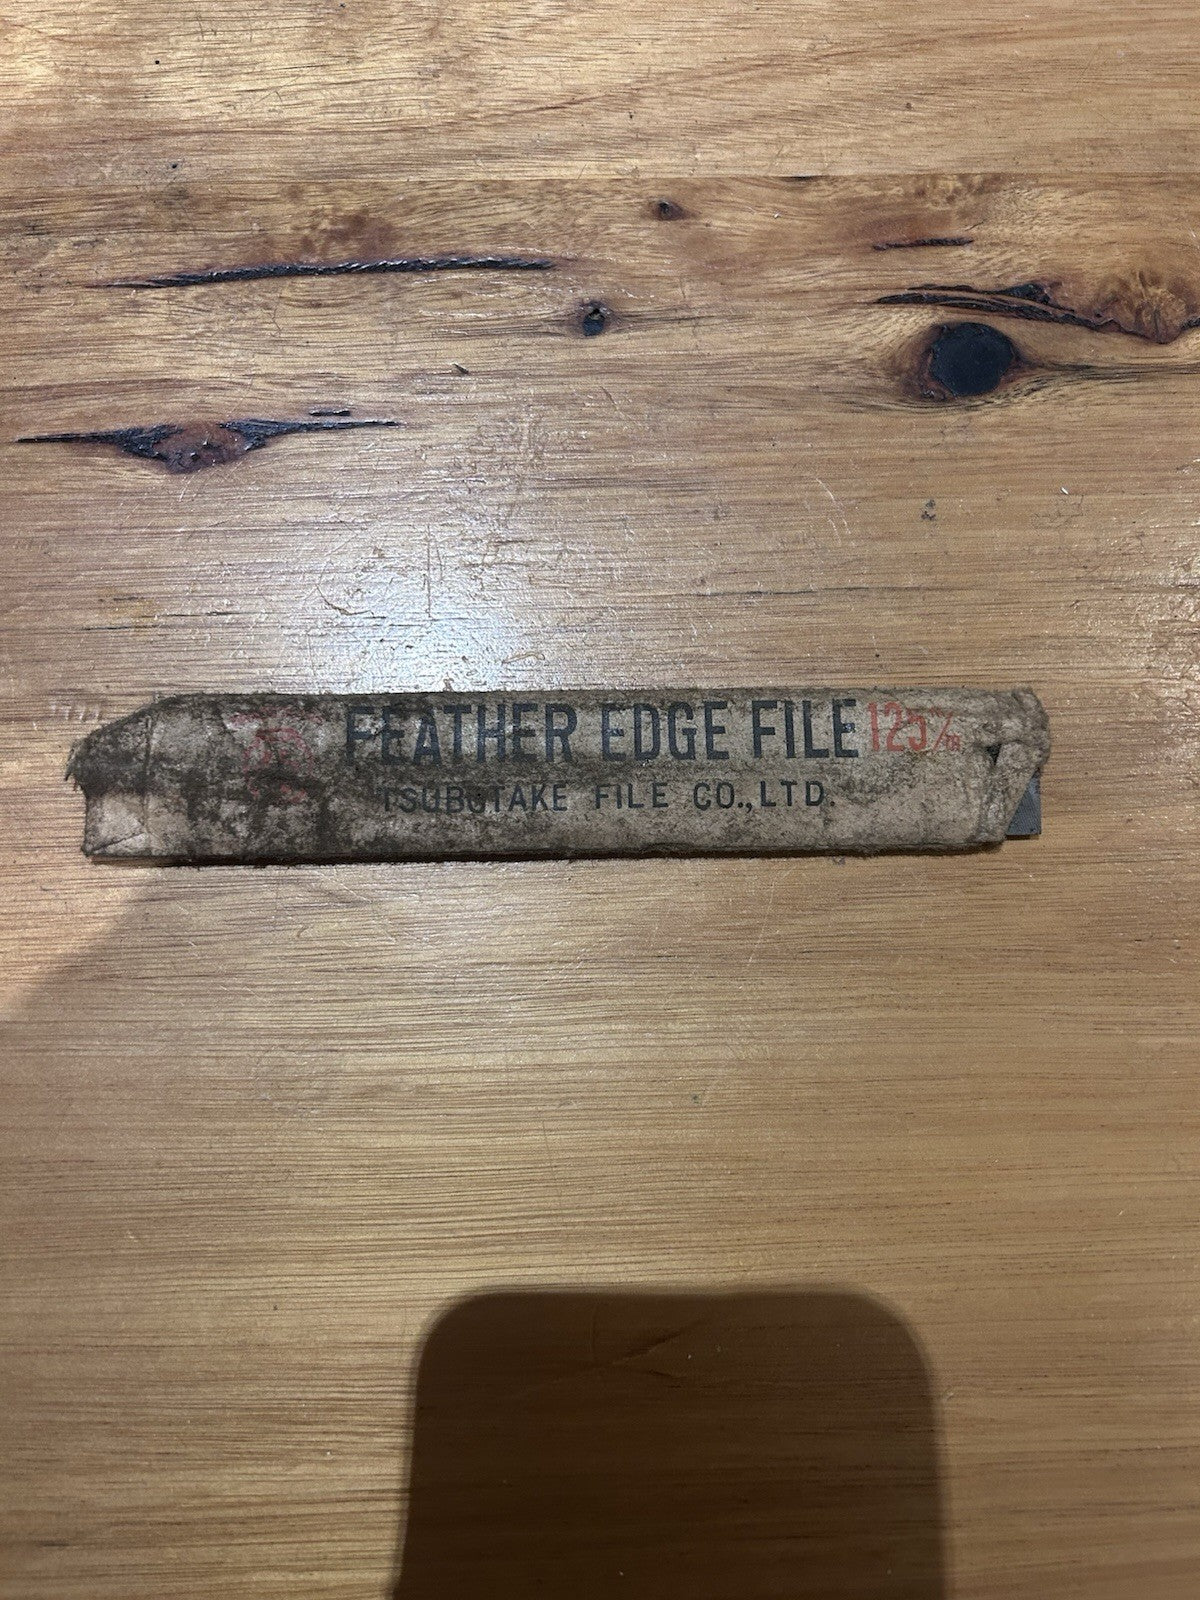 FEATHER EDGE FILE 125 m/m
TSUBOTAKE FILE CO., LTD.